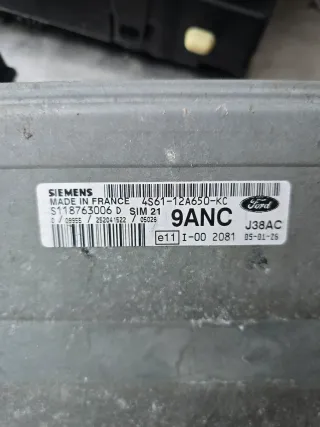 SIEMENS
MADE IN FRANCE 4S61-12A650-KC
S118763006 D SIM 21 9ANC Ford
J38AC
e11 I-00 2081 05-01-26